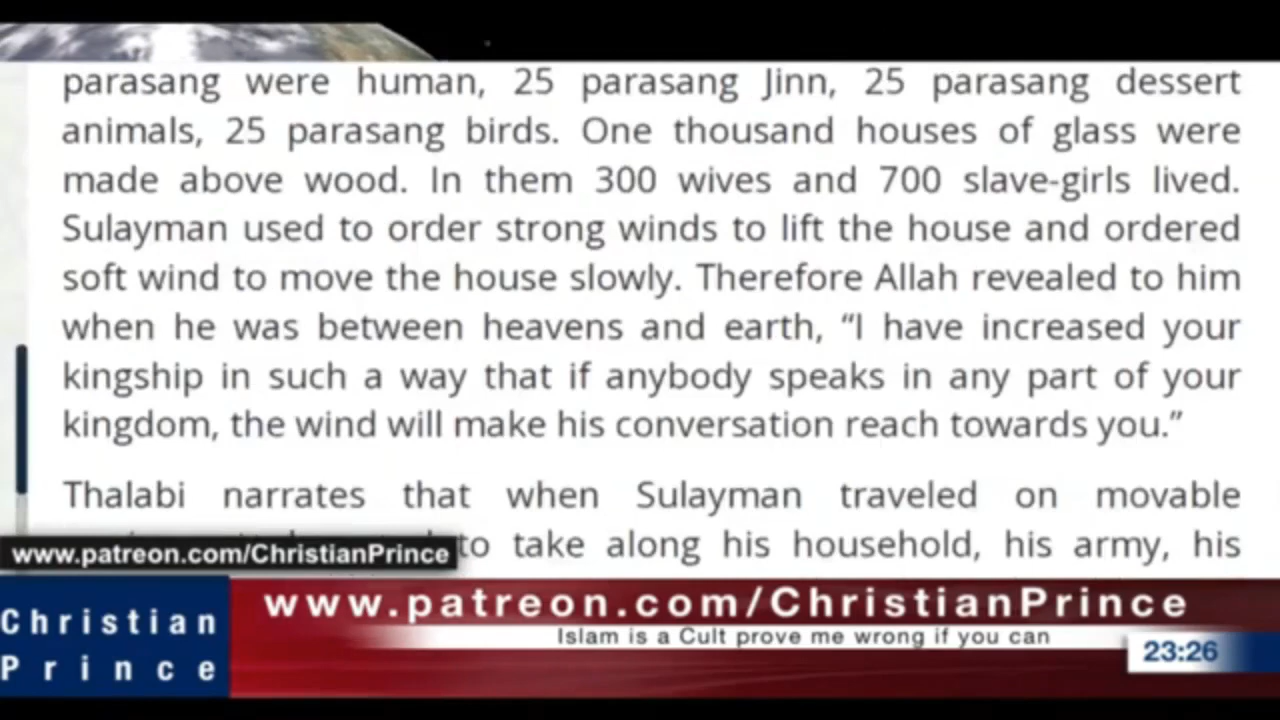 parasang were human, 25 parasang Jinn, 25 parasang dessert
animals, 25 parasang birds. One thousand houses of glass were
made above wood. In them 300 wives and 700 slave-girls lived.
Sulayman used to order strong winds to lift the house and ordered
soft wind to move the house slowly. Therefore Allah revealed to him
when he was between heavens and earth, “I have increased your
kingship in such a way that if anybody speaks in any part of your
kingdom, the wind will make his conversation reach towards you.”
Thalabi narrates that when Sulayman traveled on movable
to take along his household, his army, his
www.patreon.com/ChristianPrince
www.patreon.com/ChristianPrince
Christian
Prince
Islam is a Cult prove me wrong if you can
23:26